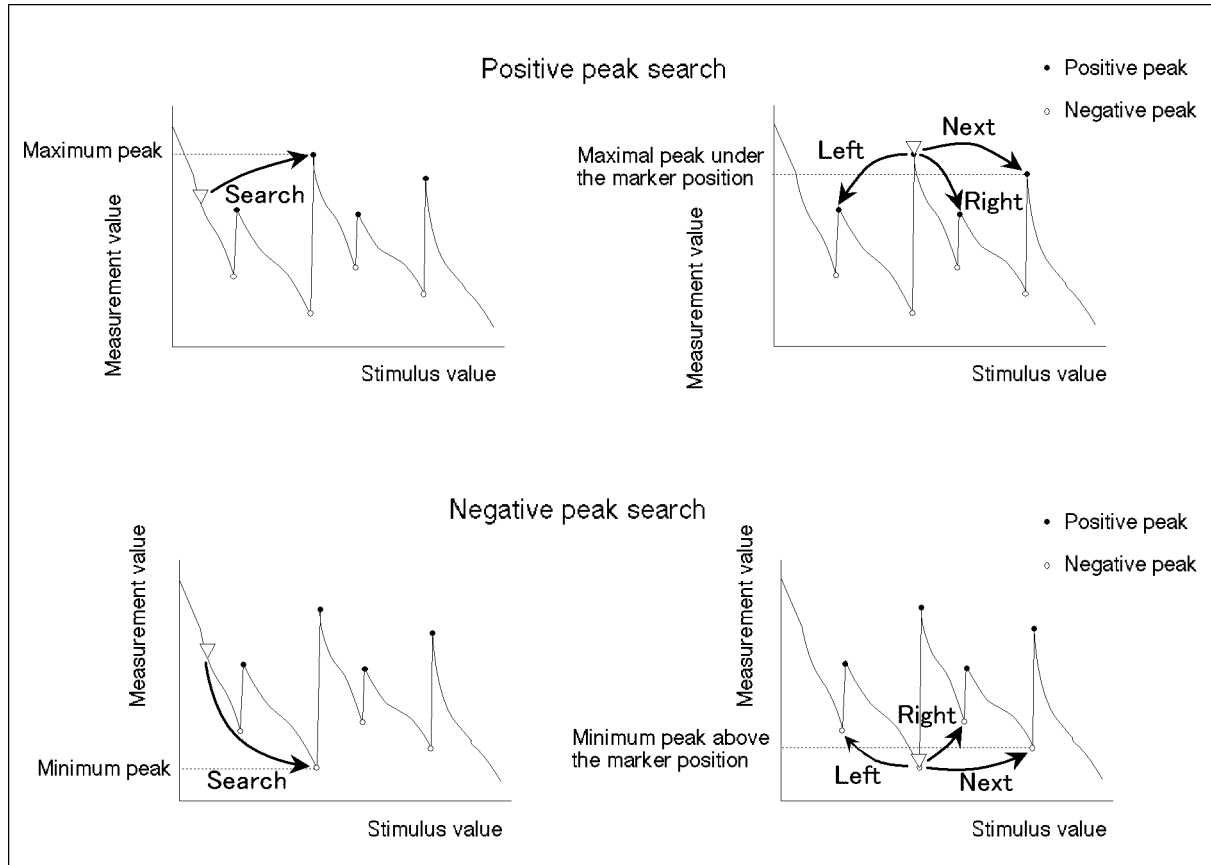 Positive peak search
Positive peak
Negative peak
Maximum peak
Search
Measurement value
Stimulus value
Maximal peak under
the marker position
Left
Next
Right
Measurement value
Stimulus value
Negative peak search
Positive peak
Negative peak
Measurement value
Minimum peak
Search
Stimulus value
Measurement value
Minimum peak above
the marker position
Right
Left
Next
Stimulus value